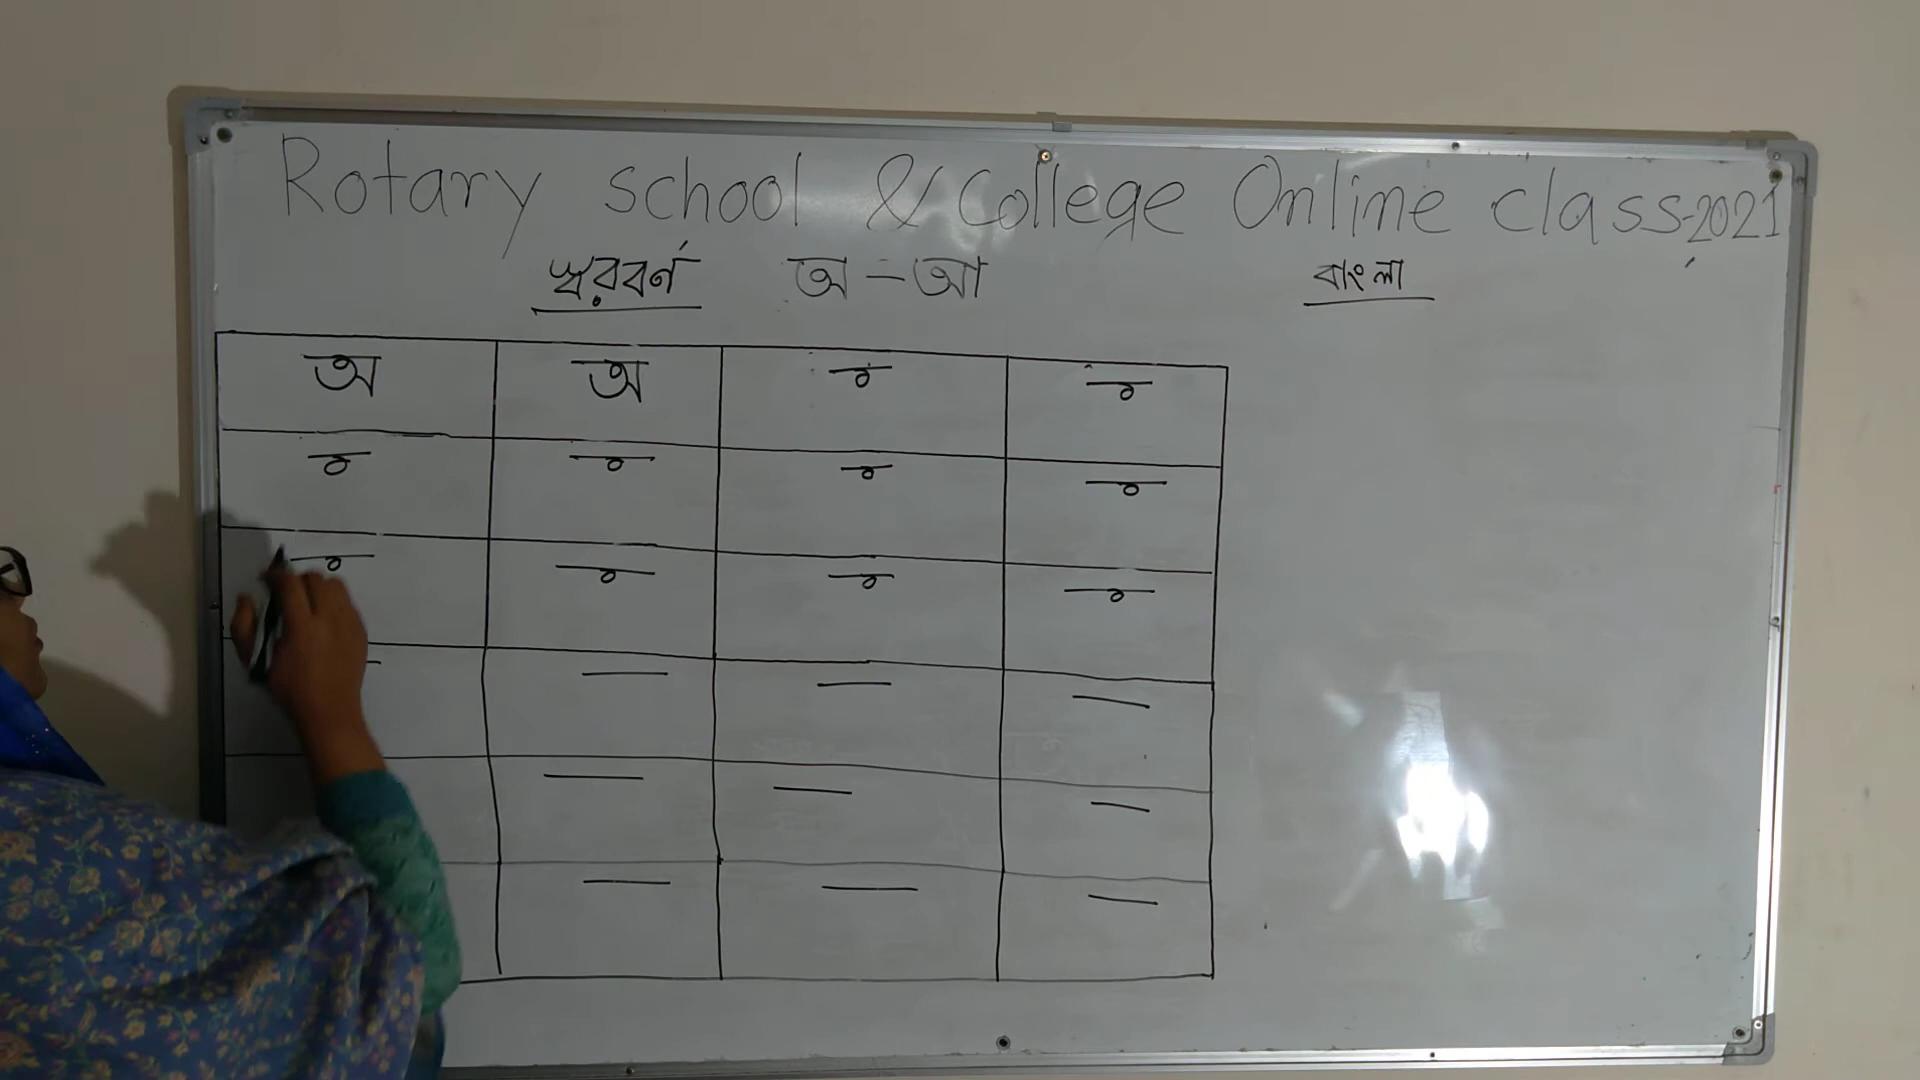 Rotary school & College Online class-2021
স্বরবর্ণ অ - আ বাংলা
অ অ